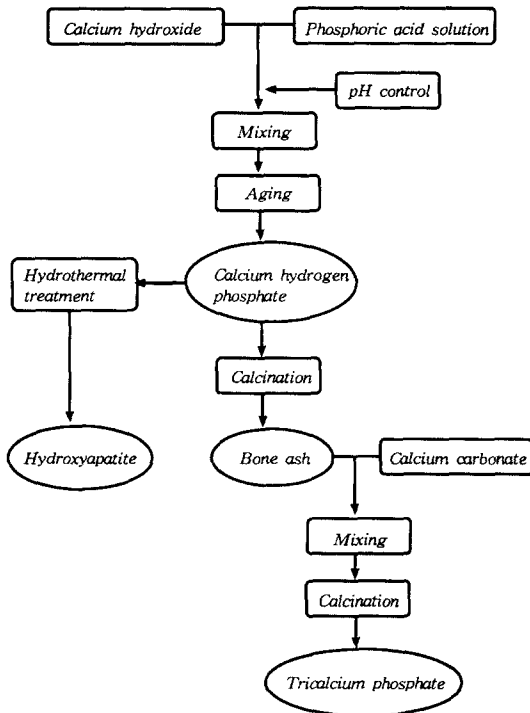 Calcium hydroxide
Phosphoric acid solution
pH control
Mixing
Aging
Hydrothermal
treatment
Calcium hydrogen
phosphate
Calcination
Hydroxyapatite
Bone ash
Calcium carbonate
Mixing
Calcination
Tricalcium phosphate